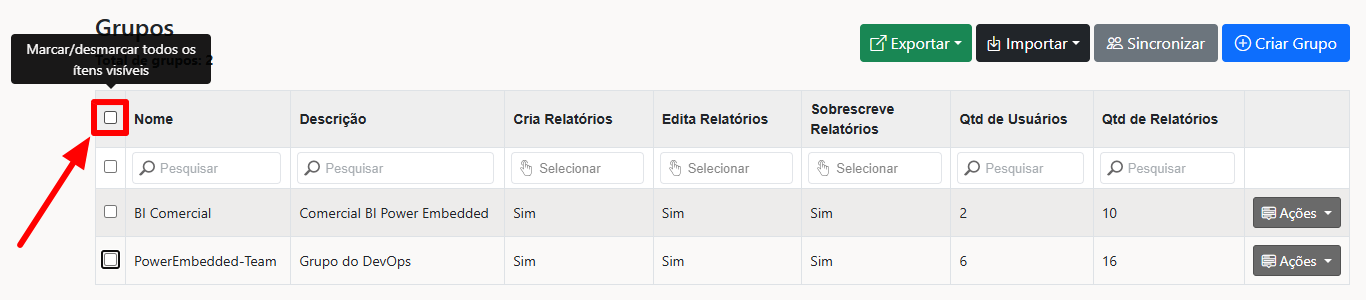 Grupos
Marcar/desmarcar todos os
ítens visíveis
Total de grupos: 2
Exportar
Importar
Sincronizar
Criar Grupo
Nome
Descrição
Cria Relatórios
Edita Relatórios
Sobrescreve
Relatórios
Qtd de Usuários
Qtd de Relatórios
Pesquisar
Pesquisar
Selecionar
Selecionar
Selecionar
Pesquisar
Pesquisar
BI Comercial
Comercial BI Power Embedded
Sim
Sim
Sim
2
10
Ações
PowerEmbedded-Team
Grupo do DevOps
Sim
Sim
Sim
6
16
Ações